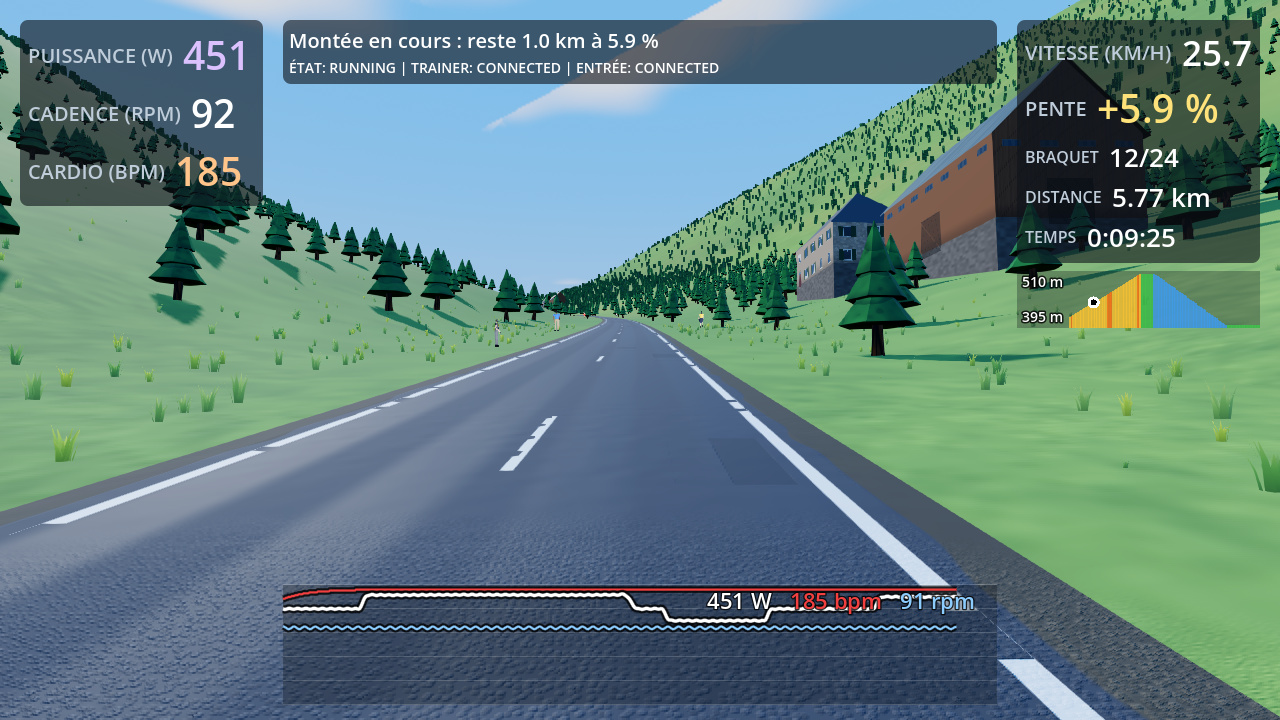 PUISSANCE (W) 451
CADENCE (RPM) 92
CARDIO (BPM) 185
Montée en cours : reste 1.0 km à 5.9 %
ÉTAT: RUNNING | TRAINER: CONNECTED | ENTRÉE: CONNECTED
VITESSE (KM/H) 25.7
PENTE +5.9 %
BRAQUET 12/24
DISTANCE 5.77 km
TEMPS 0:09:25
510 m
395 m
451 W 185 bpm 91 rpm